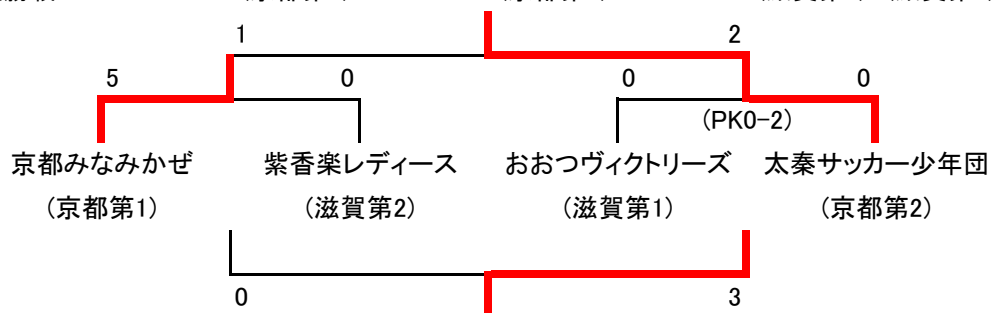 1 2
5 0 0 0
(PK0-2)
京都みなみかぜ 紫香楽レディース おおつヴィクトリーズ 太秦サッカー少年団
(京都第1) (滋賀第2) (滋賀第1) (京都第2)
0 3